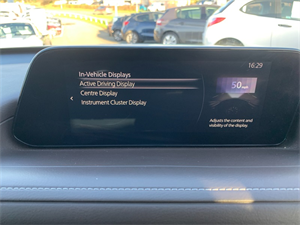 16:29
In-Vehicle Displays
Active Driving Display
Centre Display
Instrument Cluster Display
50
Adjusts the content and
visibility of the display.